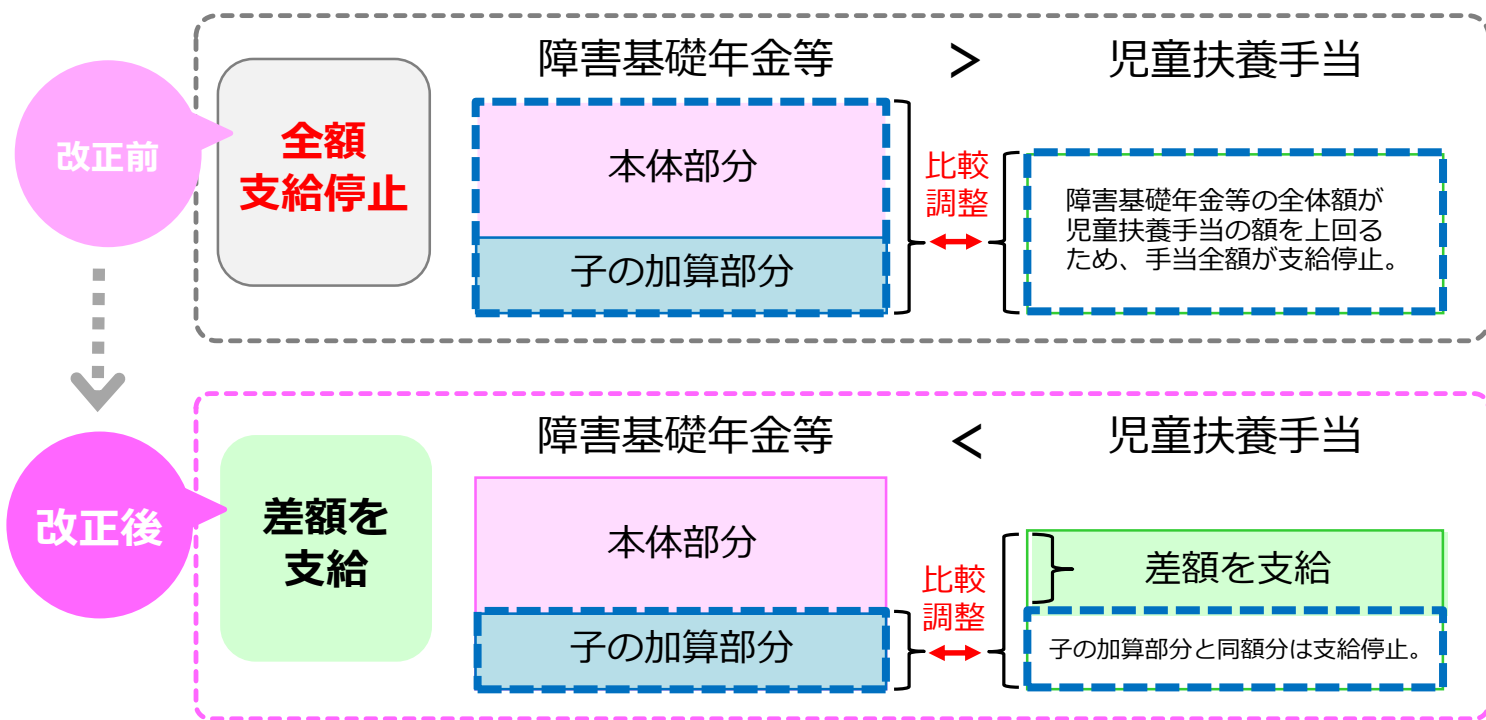 改正前
全額
支給停止
障害基礎年金等 > 児童扶養手当
本体部分
子の加算部分
比較
調整
障害基礎年金等の全体額が
児童扶養手当の額を上回る
ため、手当全額が支給停止。
改正後
差額を
支給
障害基礎年金等 < 児童扶養手当
本体部分
子の加算部分
比較
調整
差額を支給
子の加算部分と同額分は支給停止。